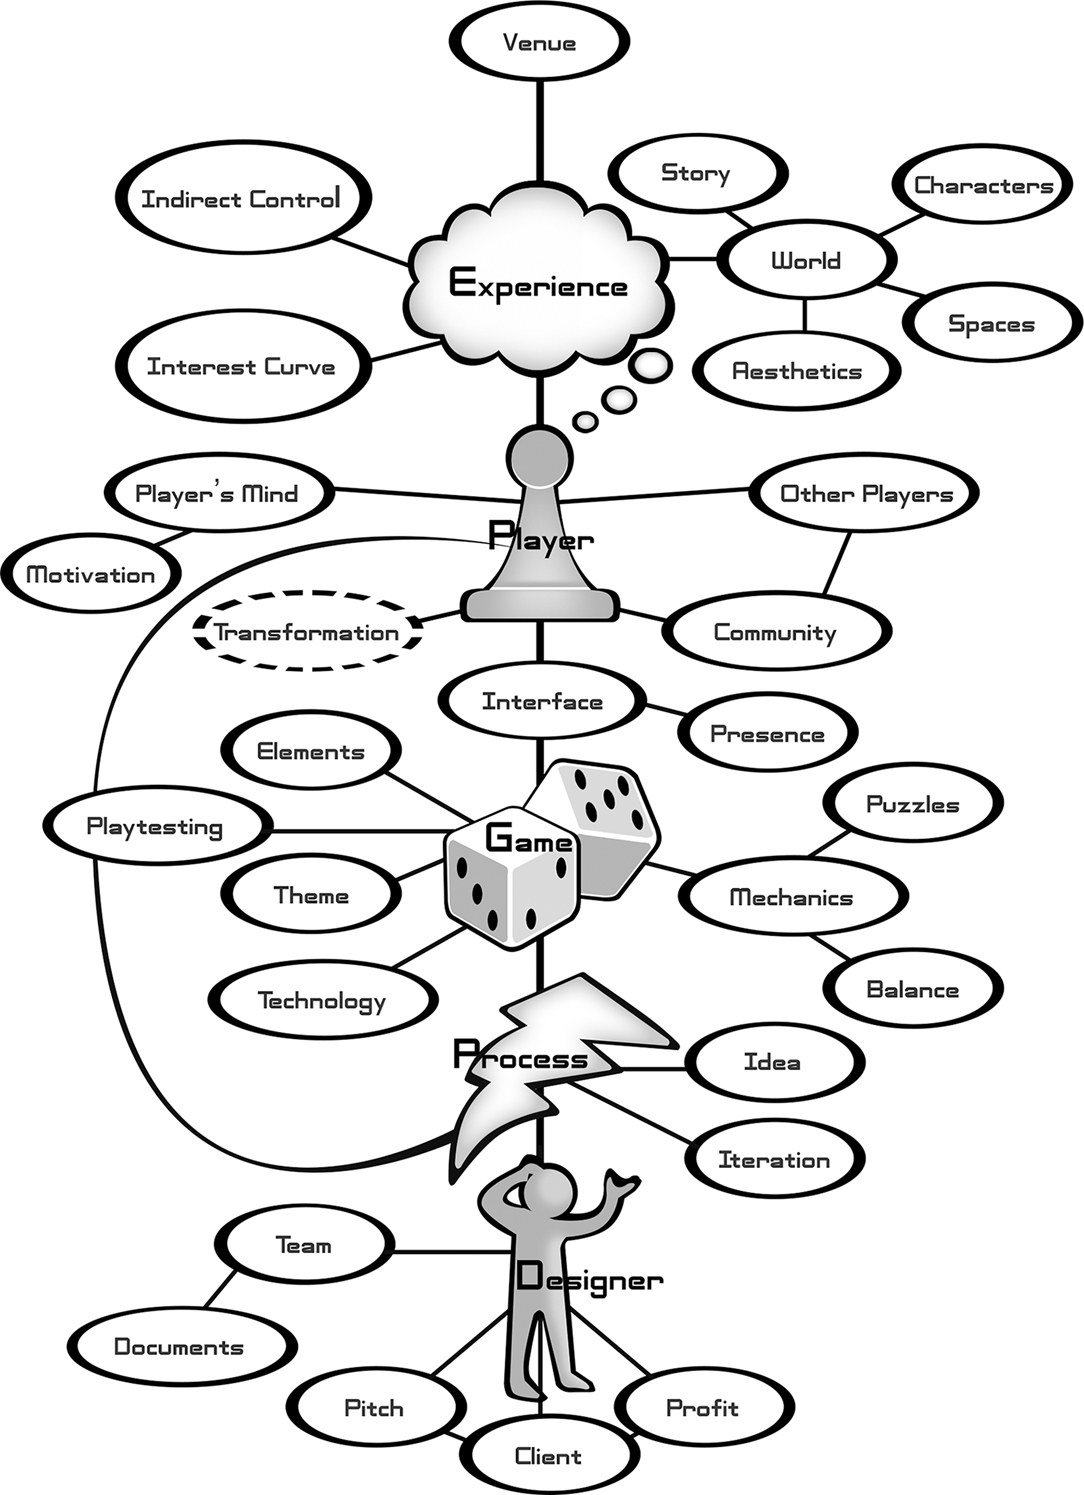 Venue
Indirect Control
Story
Characters
World
Experience
Spaces
Interest Curve
Aesthetics
Player's Mind
Other Players
Player
Motivation
Transformation
Community
Interface
Presence
Elements
Puzzles
Playtesting
Game
Theme
Mechanics
Technology
Balance
Process
Idea
Iteration
Team
Designer
Documents
Pitch
Profit
Client